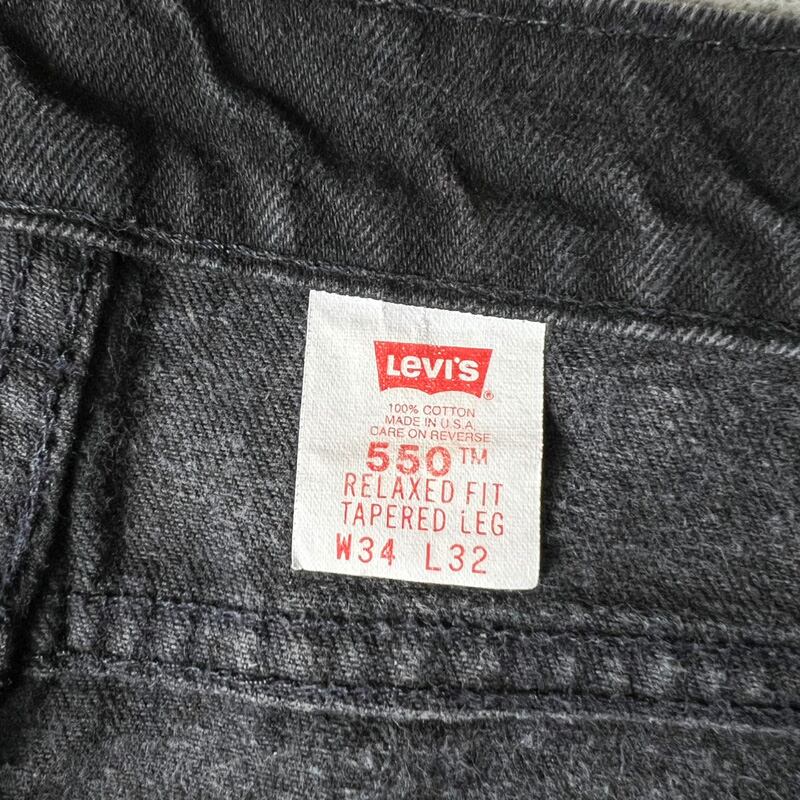 Levi's ®
100% COTTON
MADE IN U.S.A.
CARE ON REVERSE
550™
RELAXED FIT
TAPERED LEG
W34 L32